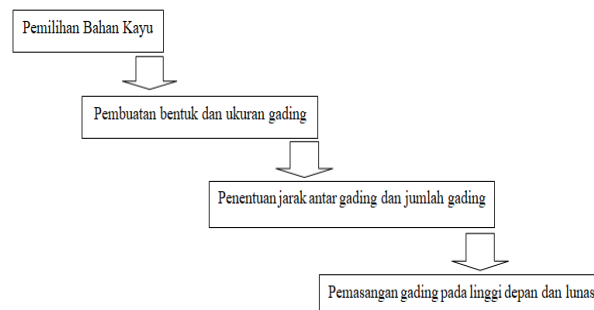 Pemilihan Bahan Kayu
Pembuatan bentuk dan ukuran gading
Penentuan jarak antar gading dan jumlah gading
Pemasangan gading pada linggi depan dan lunas